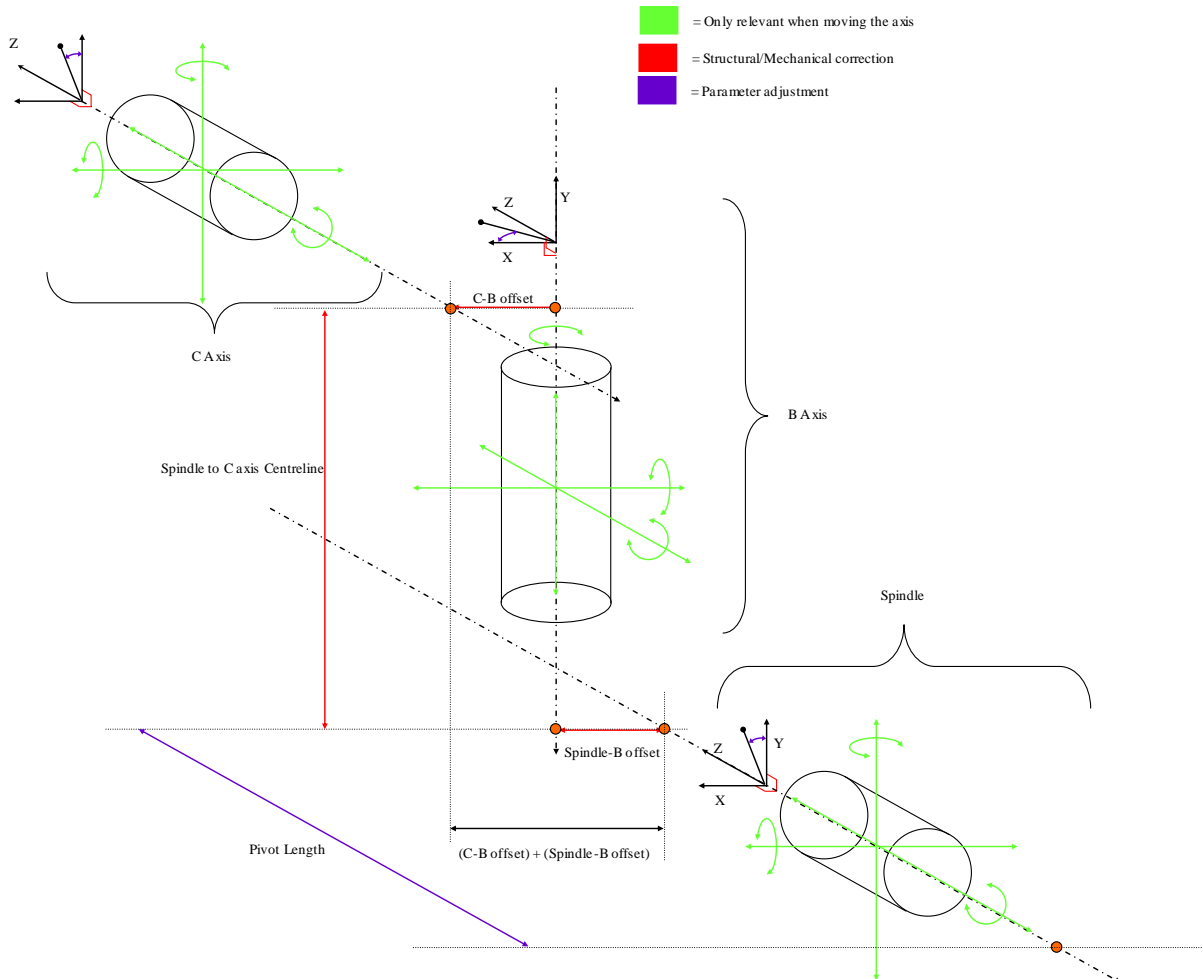 = Only relevant when moving the axis
= Structural/Mechanical correction
= Parameter adjustment
Z
Y
Z
X
C-B offset
C Axis
B Axis
Spindle to C axis Centreline
Spindle
Spindle-B offset
Y
Z
X
Pivot Length
(C-B offset) + (Spindle-B offset)